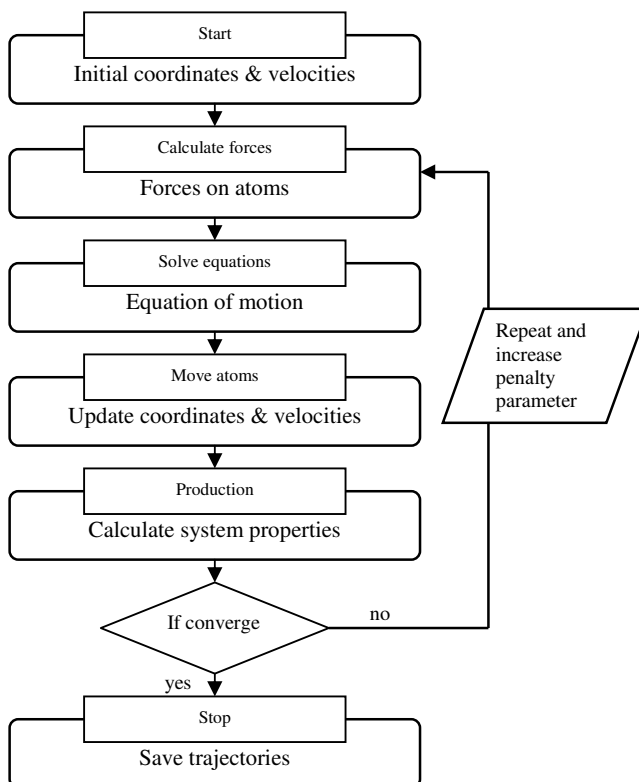 Start
Initial coordinates & velocities
Calculate forces
Forces on atoms
Solve equations
Equation of motion
Move atoms
Update coordinates & velocities
Production
Calculate system properties
If converge
no
yes
Repeat and
increase
penalty
parameter
Stop
Save trajectories